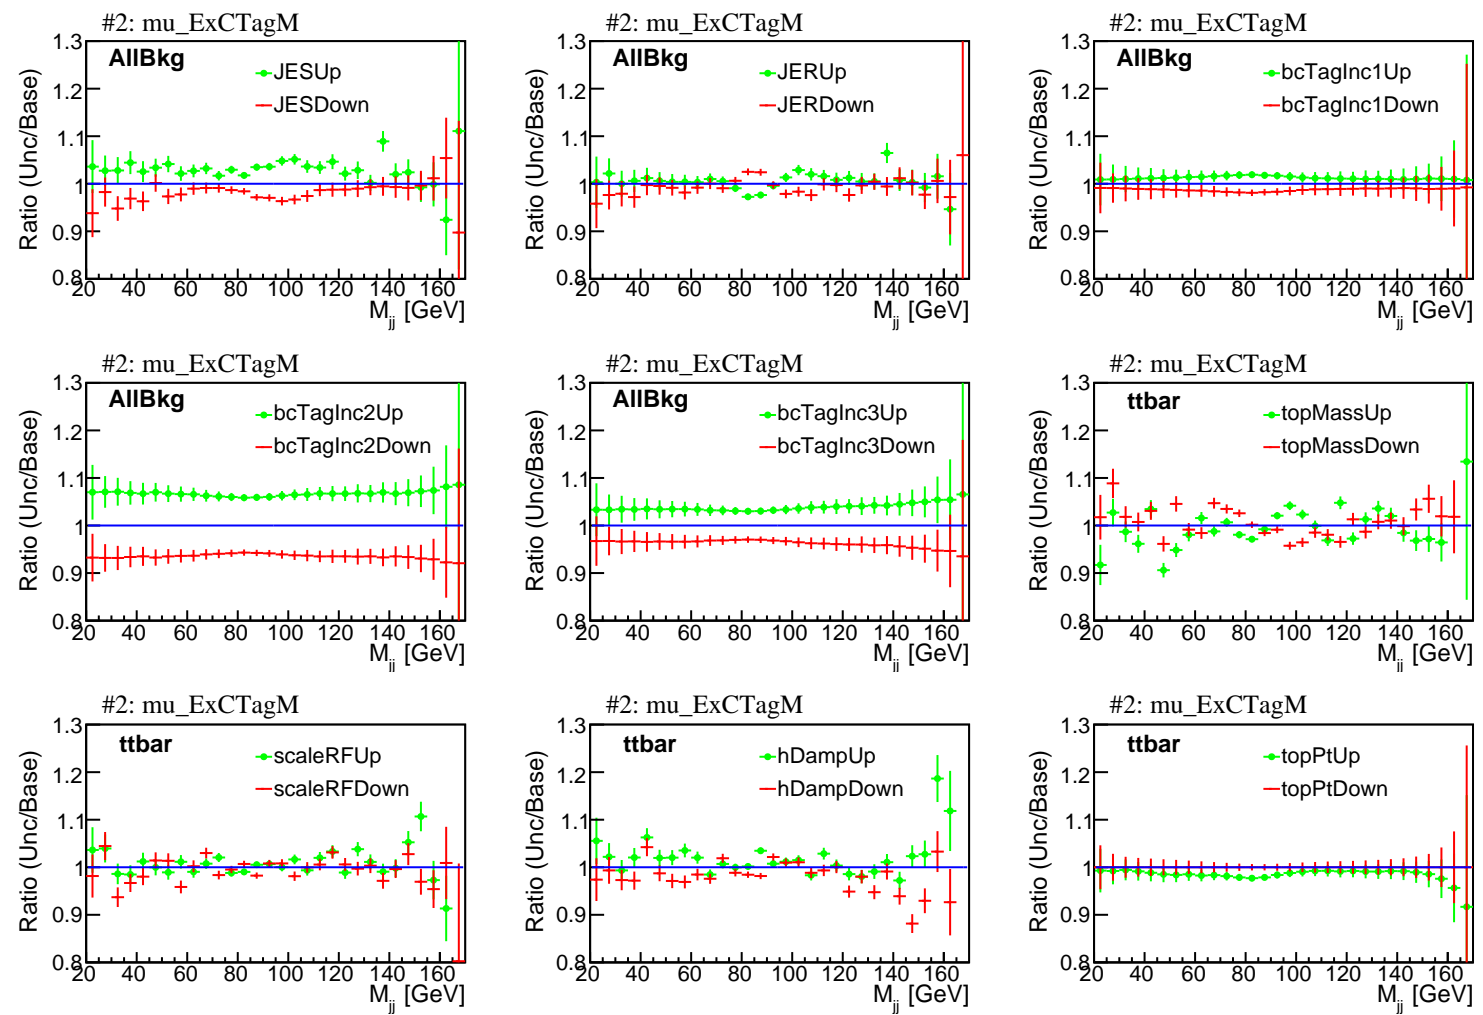 #2: mu_ExCTagM
AllBkg
JESUp
JESDown
Ratio (Unc/Base)
1.3
1.2
1.1
1
0.9
0.8
20 40 60 80 100 120 140 160
M_jj [GeV]
#2: mu_ExCTagM
AllBkg
JERUp
JERDown
Ratio (Unc/Base)
1.3
1.2
1.1
1
0.9
0.8
20 40 60 80 100 120 140 160
M_jj [GeV]
#2: mu_ExCTagM
AllBkg
bcTagInc1Up
bcTagInc1Down
Ratio (Unc/Base)
1.3
1.2
1.1
1
0.9
0.8
20 40 60 80 100 120 140 160
M_jj [GeV]
#2: mu_ExCTagM
AllBkg
bcTagInc2Up
bcTagInc2Down
Ratio (Unc/Base)
1.3
1.2
1.1
1
0.9
0.8
20 40 60 80 100 120 140 160
M_jj [GeV]
#2: mu_ExCTagM
AllBkg
bcTagInc3Up
bcTagInc3Down
Ratio (Unc/Base)
1.3
1.2
1.1
1
0.9
0.8
20 40 60 80 100 120 140 160
M_jj [GeV]
#2: mu_ExCTagM
ttbar
topMassUp
topMassDown
Ratio (Unc/Base)
1.3
1.2
1.1
1
0.9
0.8
20 40 60 80 100 120 140 160
M_jj [GeV]
#2: mu_ExCTagM
ttbar
scaleRFUp
scaleRFDown
Ratio (Unc/Base)
1.3
1.2
1.1
1
0.9
0.8
20 40 60 80 100 120 140 160
M_jj [GeV]
#2: mu_ExCTagM
ttbar
hDampUp
hDampDown
Ratio (Unc/Base)
1.3
1.2
1.1
1
0.9
0.8
20 40 60 80 100 120 140 160
M_jj [GeV]
#2: mu_ExCTagM
ttbar
topPtUp
topPtDown
Ratio (Unc/Base)
1.3
1.2
1.1
1
0.9
0.8
20 40 60 80 100 120 140 160
M_jj [GeV]